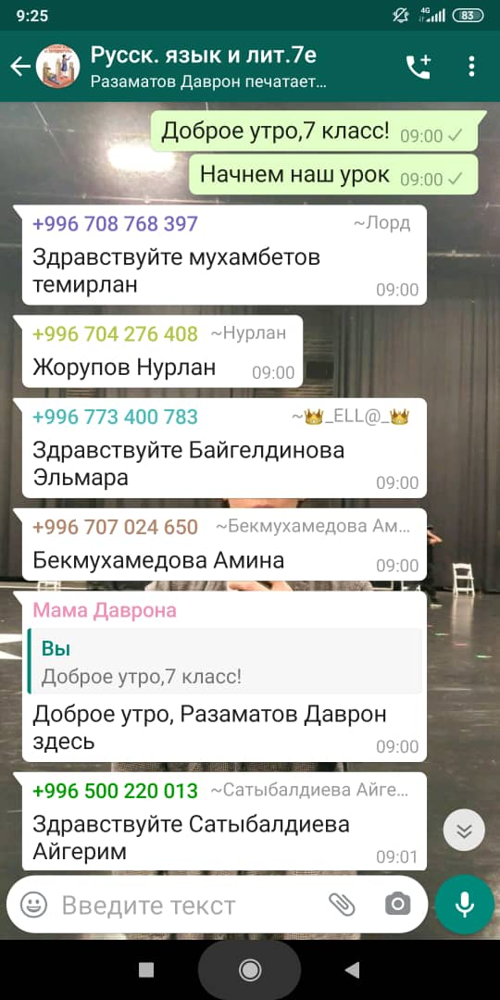 9:25
4G
83
Русск. язык и лит.7е
Разаматов Даврон печатает...
Доброе утро,7 класс! 09:00
Начнем наш урок 09:00
+996 708 768 397 ~Лорд
Здравствуйте мухамбетов
темирлан
09:00
+996 704 276 408 ~Нурлан
Жорупов Нурлан 09:00
+996 773 400 783 ~👑_ELL@_👑
Здравствуйте Байгелдинова
Эльмара
09:00
+996 707 024 650 ~Бекмухамедова Ам...
Бекмухамедова Амина 09:00
Мама Даврона
Вы
Доброе утро,7 класс!
Доброе утро, Разаматов Даврон
здесь
09:00
+996 500 220 013 ~Сатыбалдиева Айге...
Здравствуйте Сатыбалдиева
Айгерим
09:01
Введите текст